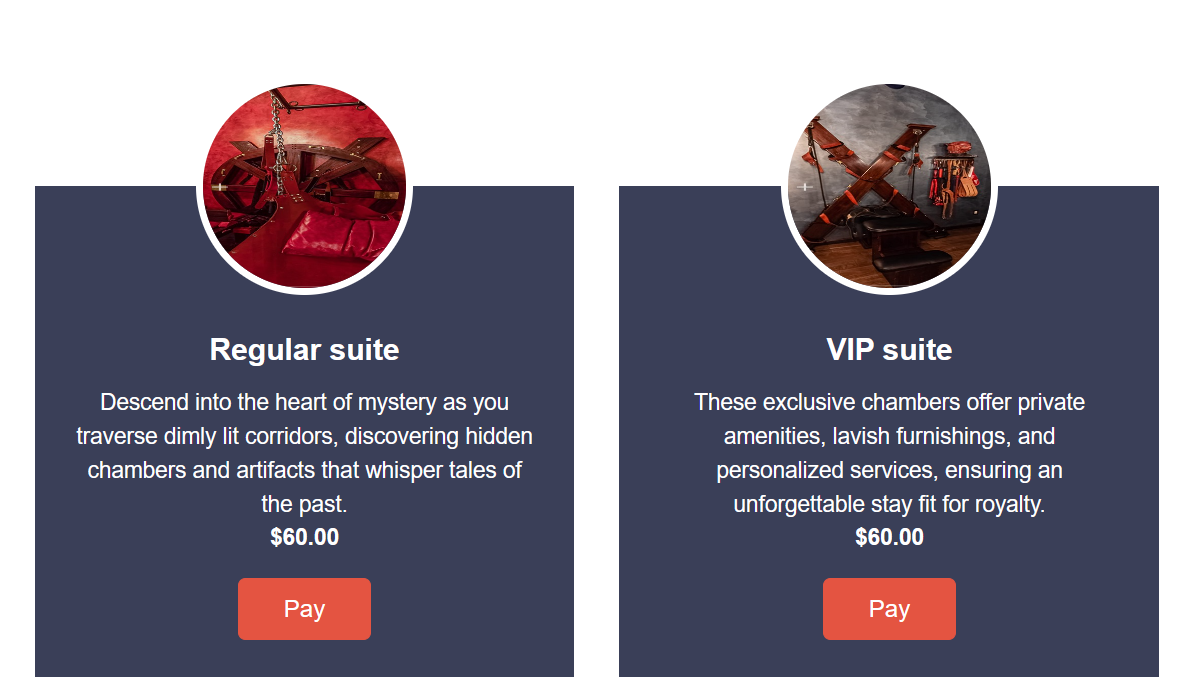 Regular suite
Descend into the heart of mystery as you
traverse dimly lit corridors, discovering hidden
chambers and artifacts that whisper tales of
the past.
$60.00
Pay
VIP suite
These exclusive chambers offer private
amenities, lavish furnishings, and
personalized services, ensuring an
unforgettable stay fit for royalty.
$60.00
Pay